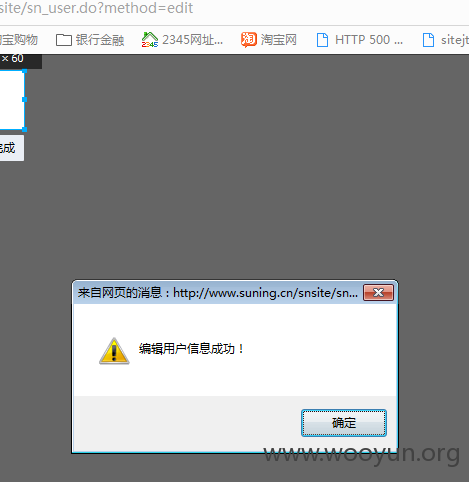 site/sn_user.do?method=edit
宝购物 银行金融 2345网址... 淘宝网 HTTP 500 ... sitejt
× 60
完成
来自网页的消息：http://www.suning.cn/snsite/sn...
编辑用户信息成功！
确定
www.wooyun.org